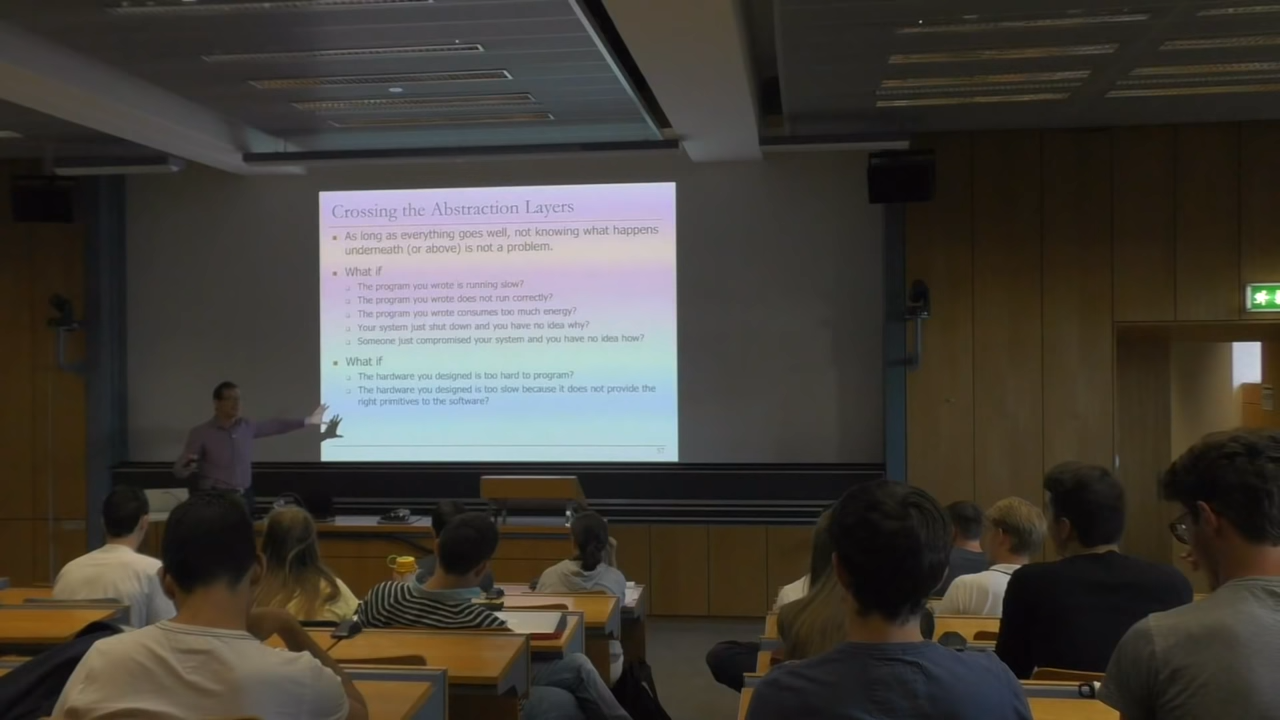 Crossing the Abstraction Layers
As long as everything goes well, not knowing what happens
underneath (or above) is not a problem.
What if
The program you wrote is running slow?
The program you wrote does not run correctly?
The program you wrote consumes too much energy?
Your system just shut down and you have no idea why?
Someone just compromised your system and you have no idea how?
What if
The hardware you designed is too hard to program?
The hardware you designed is too slow because it does not provide the
right primitives to the software?